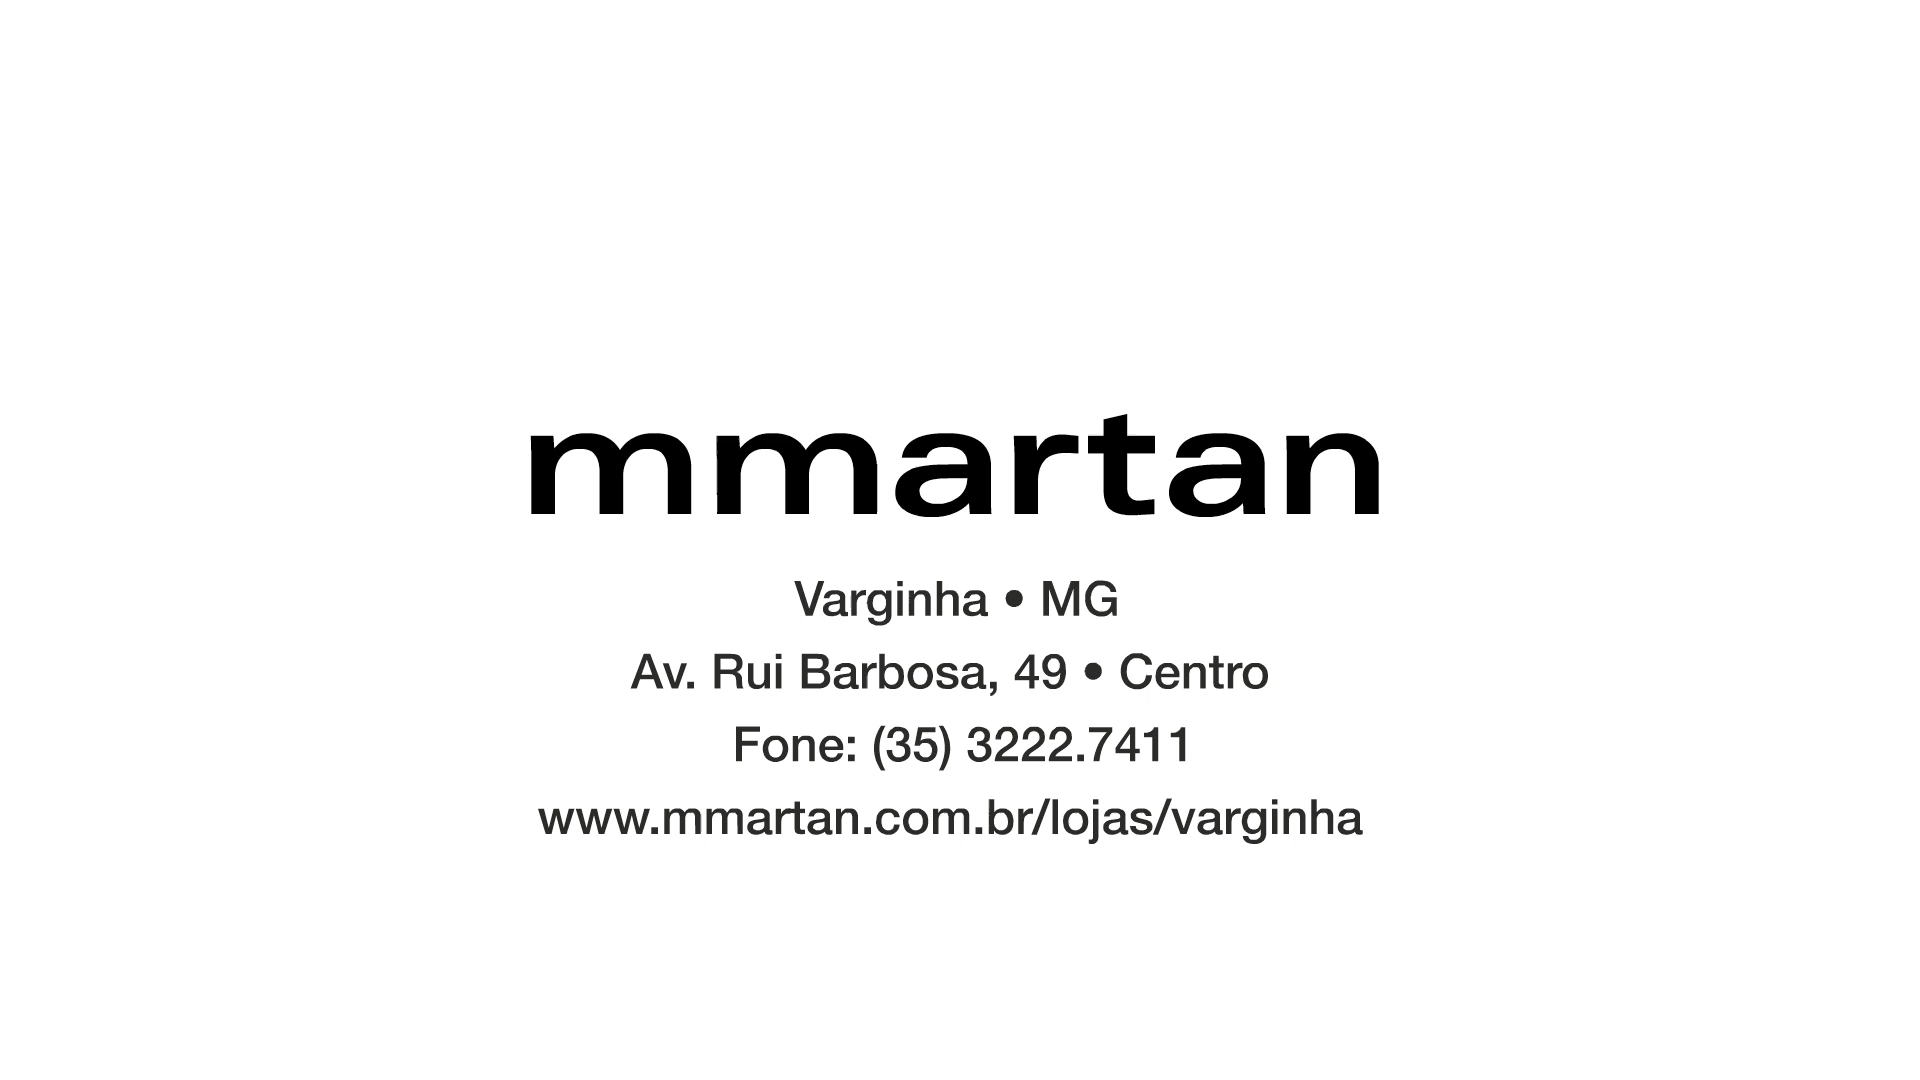 mmartan
Varginha • MG
Av. Rui Barbosa, 49 • Centro
Fone: (35) 3222.7411
www.mmartan.com.br/lojas/varginha